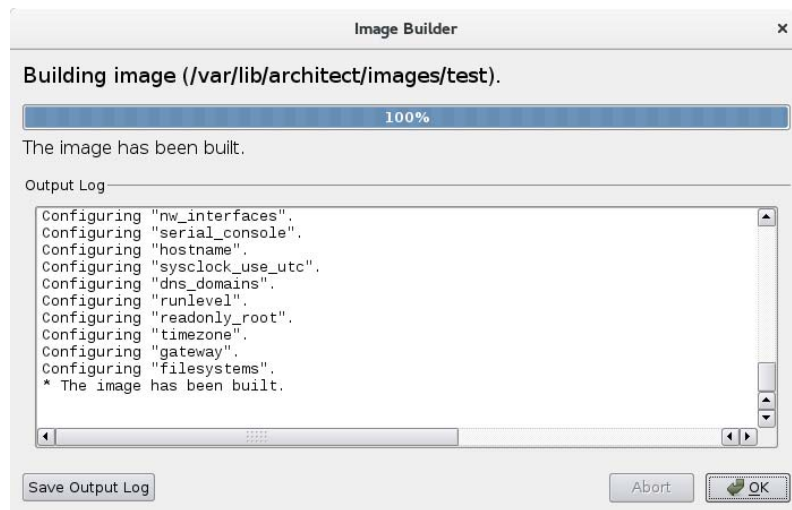 Image Builder
Building image (/var/lib/architect/images/test).
100%
The image has been built.
Output Log
Configuring "nw_interfaces".
Configuring "serial_console".
Configuring "hostname".
Configuring "sysclock_use_utc".
Configuring "dns_domains".
Configuring "runlevel".
Configuring "readonly_root".
Configuring "timezone".
Configuring "gateway".
Configuring "filesystems".
* The image has been built.
Save Output Log
Abort
OK